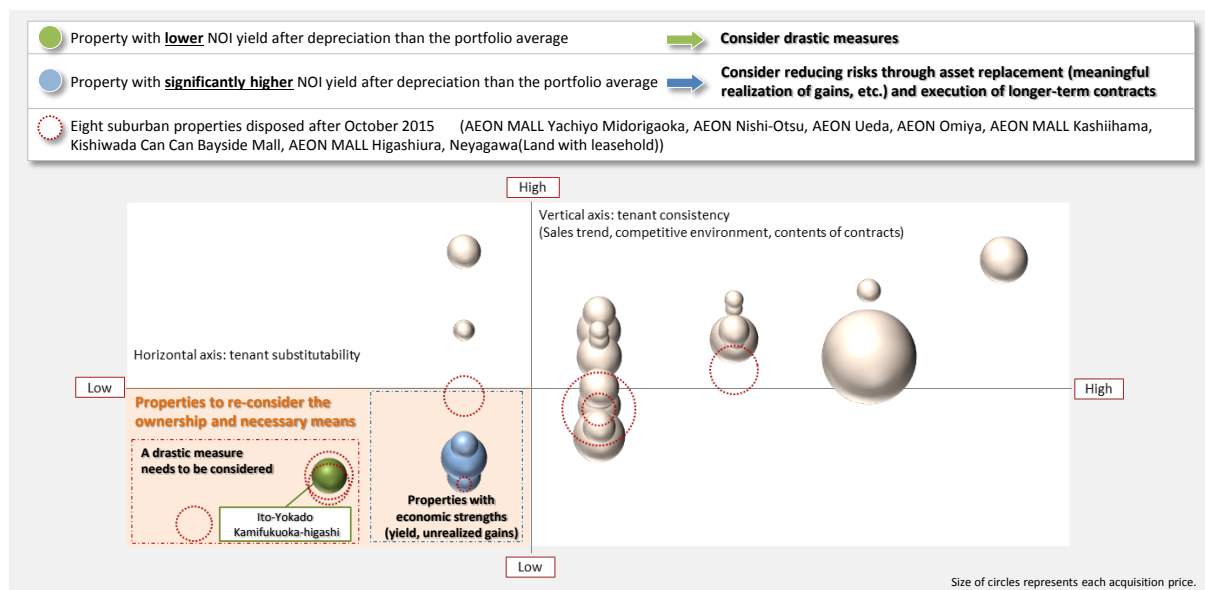 Property with lower NOI yield after depreciation than the portfolio average
Consider drastic measures
Property with significantly higher NOI yield after depreciation than the portfolio average
Consider reducing risks through asset replacement (meaningful
realization of gains, etc.) and execution of longer-term contracts
Eight suburban properties disposed after October 2015 (AEON MALL Yachiyo Midorigaoka, AEON Nishi-Otsu, AEON Ueda, AEON Omiya, AEON MALL Kashiihama,
Kishiwada Can Can Bayside Mall, AEON MALL Higashiura, Neyagawa(Land with leasehold))
High
Vertical axis: tenant consistency
(Sales trend, competitive environment, contents of contracts)
Horizontal axis: tenant substitutability
Low
High
Properties to re-consider the
ownership and necessary means
A drastic measure
needs to be considered
Ito-Yokado
Kamifukuoka-higashi
Properties with
economic strengths
(yield, unrealized gains)
Low
Size of circles represents each acquisition price.